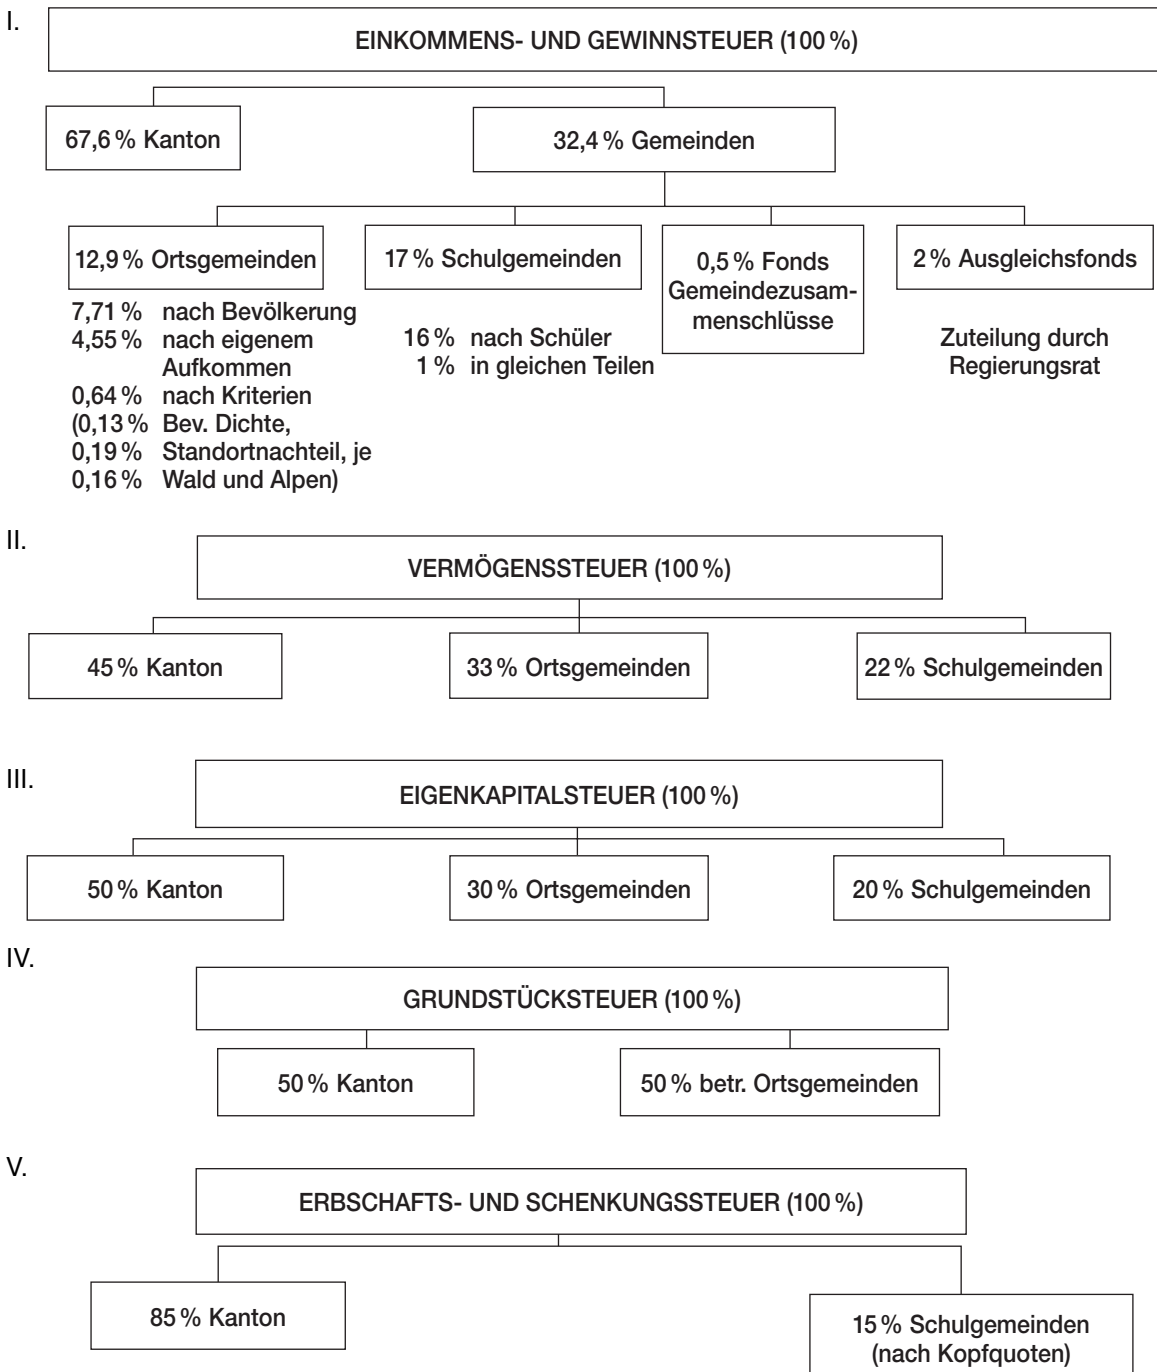 I.
EINKOMMENS- UND GEWINNSTEUER (100 %)
67,6 % Kanton
32,4 % Gemeinden
12,9 % Ortsgemeinden
7,71 % nach Bevölkerung
4,55 % nach eigenem
Aufkommen
0,64 % nach Kriterien
(0,13 % Bev. Dichte,
0,19 % Standortnachteil, je
0,16 % Wald und Alpen)
17 % Schulgemeinden
16 % nach Schüler
1 % in gleichen Teilen
0,5 % Fonds
Gemeindezusam-
menschlüsse
2 % Ausgleichsfonds
Zuteilung durch
Regierungsrat
II.
VERMÖGENSSTEUER (100 %)
45 % Kanton
33 % Ortsgemeinden
22 % Schulgemeinden
III.
EIGENKAPITALSTEUER (100 %)
50 % Kanton
30 % Ortsgemeinden
20 % Schulgemeinden
IV.
GRUNDSTÜCKSTEUER (100 %)
50 % Kanton
50 % betr. Ortsgemeinden
V.
ERBSCHAFTS- UND SCHENKUNGSSTEUER (100 %)
85 % Kanton
15 % Schulgemeinden
(nach Kopfquoten)